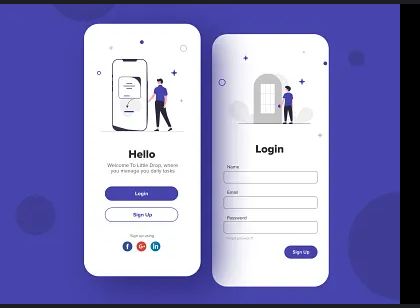 Hello
Welcome To Little Drop, where
you manage you daily tasks
Login
Sign Up
Sign up using
f
G+
in
Login
Name
Email
Password
Forgot password?
Sign Up